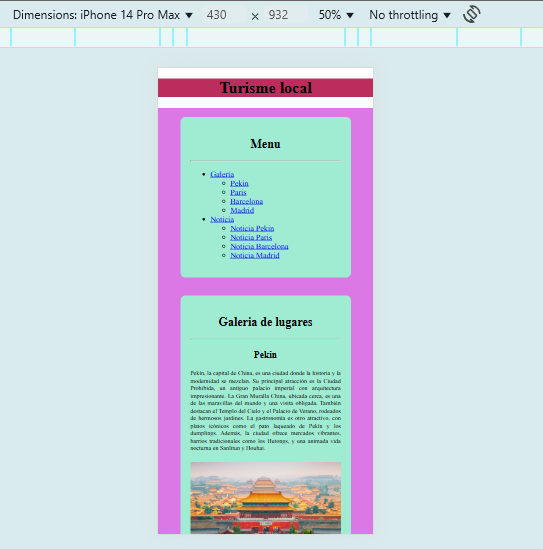 Dimensions: iPhone 14 Pro Max ▼ 430 × 932 50% ▼ No throttling ▼
Turisme local
Menu
Galeria
Pekin
Paris
Barcelona
Madrid
Noticia
Noticia Pekin
Noticia Paris
Noticia Barcelona
Noticia Madrid
Galeria de lugares
Pekin
Pekín, la capital de China, es una ciudad donde la historia y la
modernidad se mezclan. Su principal atracción es la Ciudad
Prohibida, un antiguo palacio imperial con arquitectura
impresionante. La Gran Muralla China, ubicada cerca, es una
de las maravillas del mundo y una visita obligada. También
destacan el Templo del Cielo y el Palacio de Verano, rodeados
de hermosos jardines. La gastronomía es otro atractivo, con
platos icónicos como el pato laqueado de Pekín y los
dumplings. Además, la ciudad ofrece mercados vibrantes,
barrios tradicionales como los Hutongs, y una animada vida
nocturna en Sanlitun y Houhai.